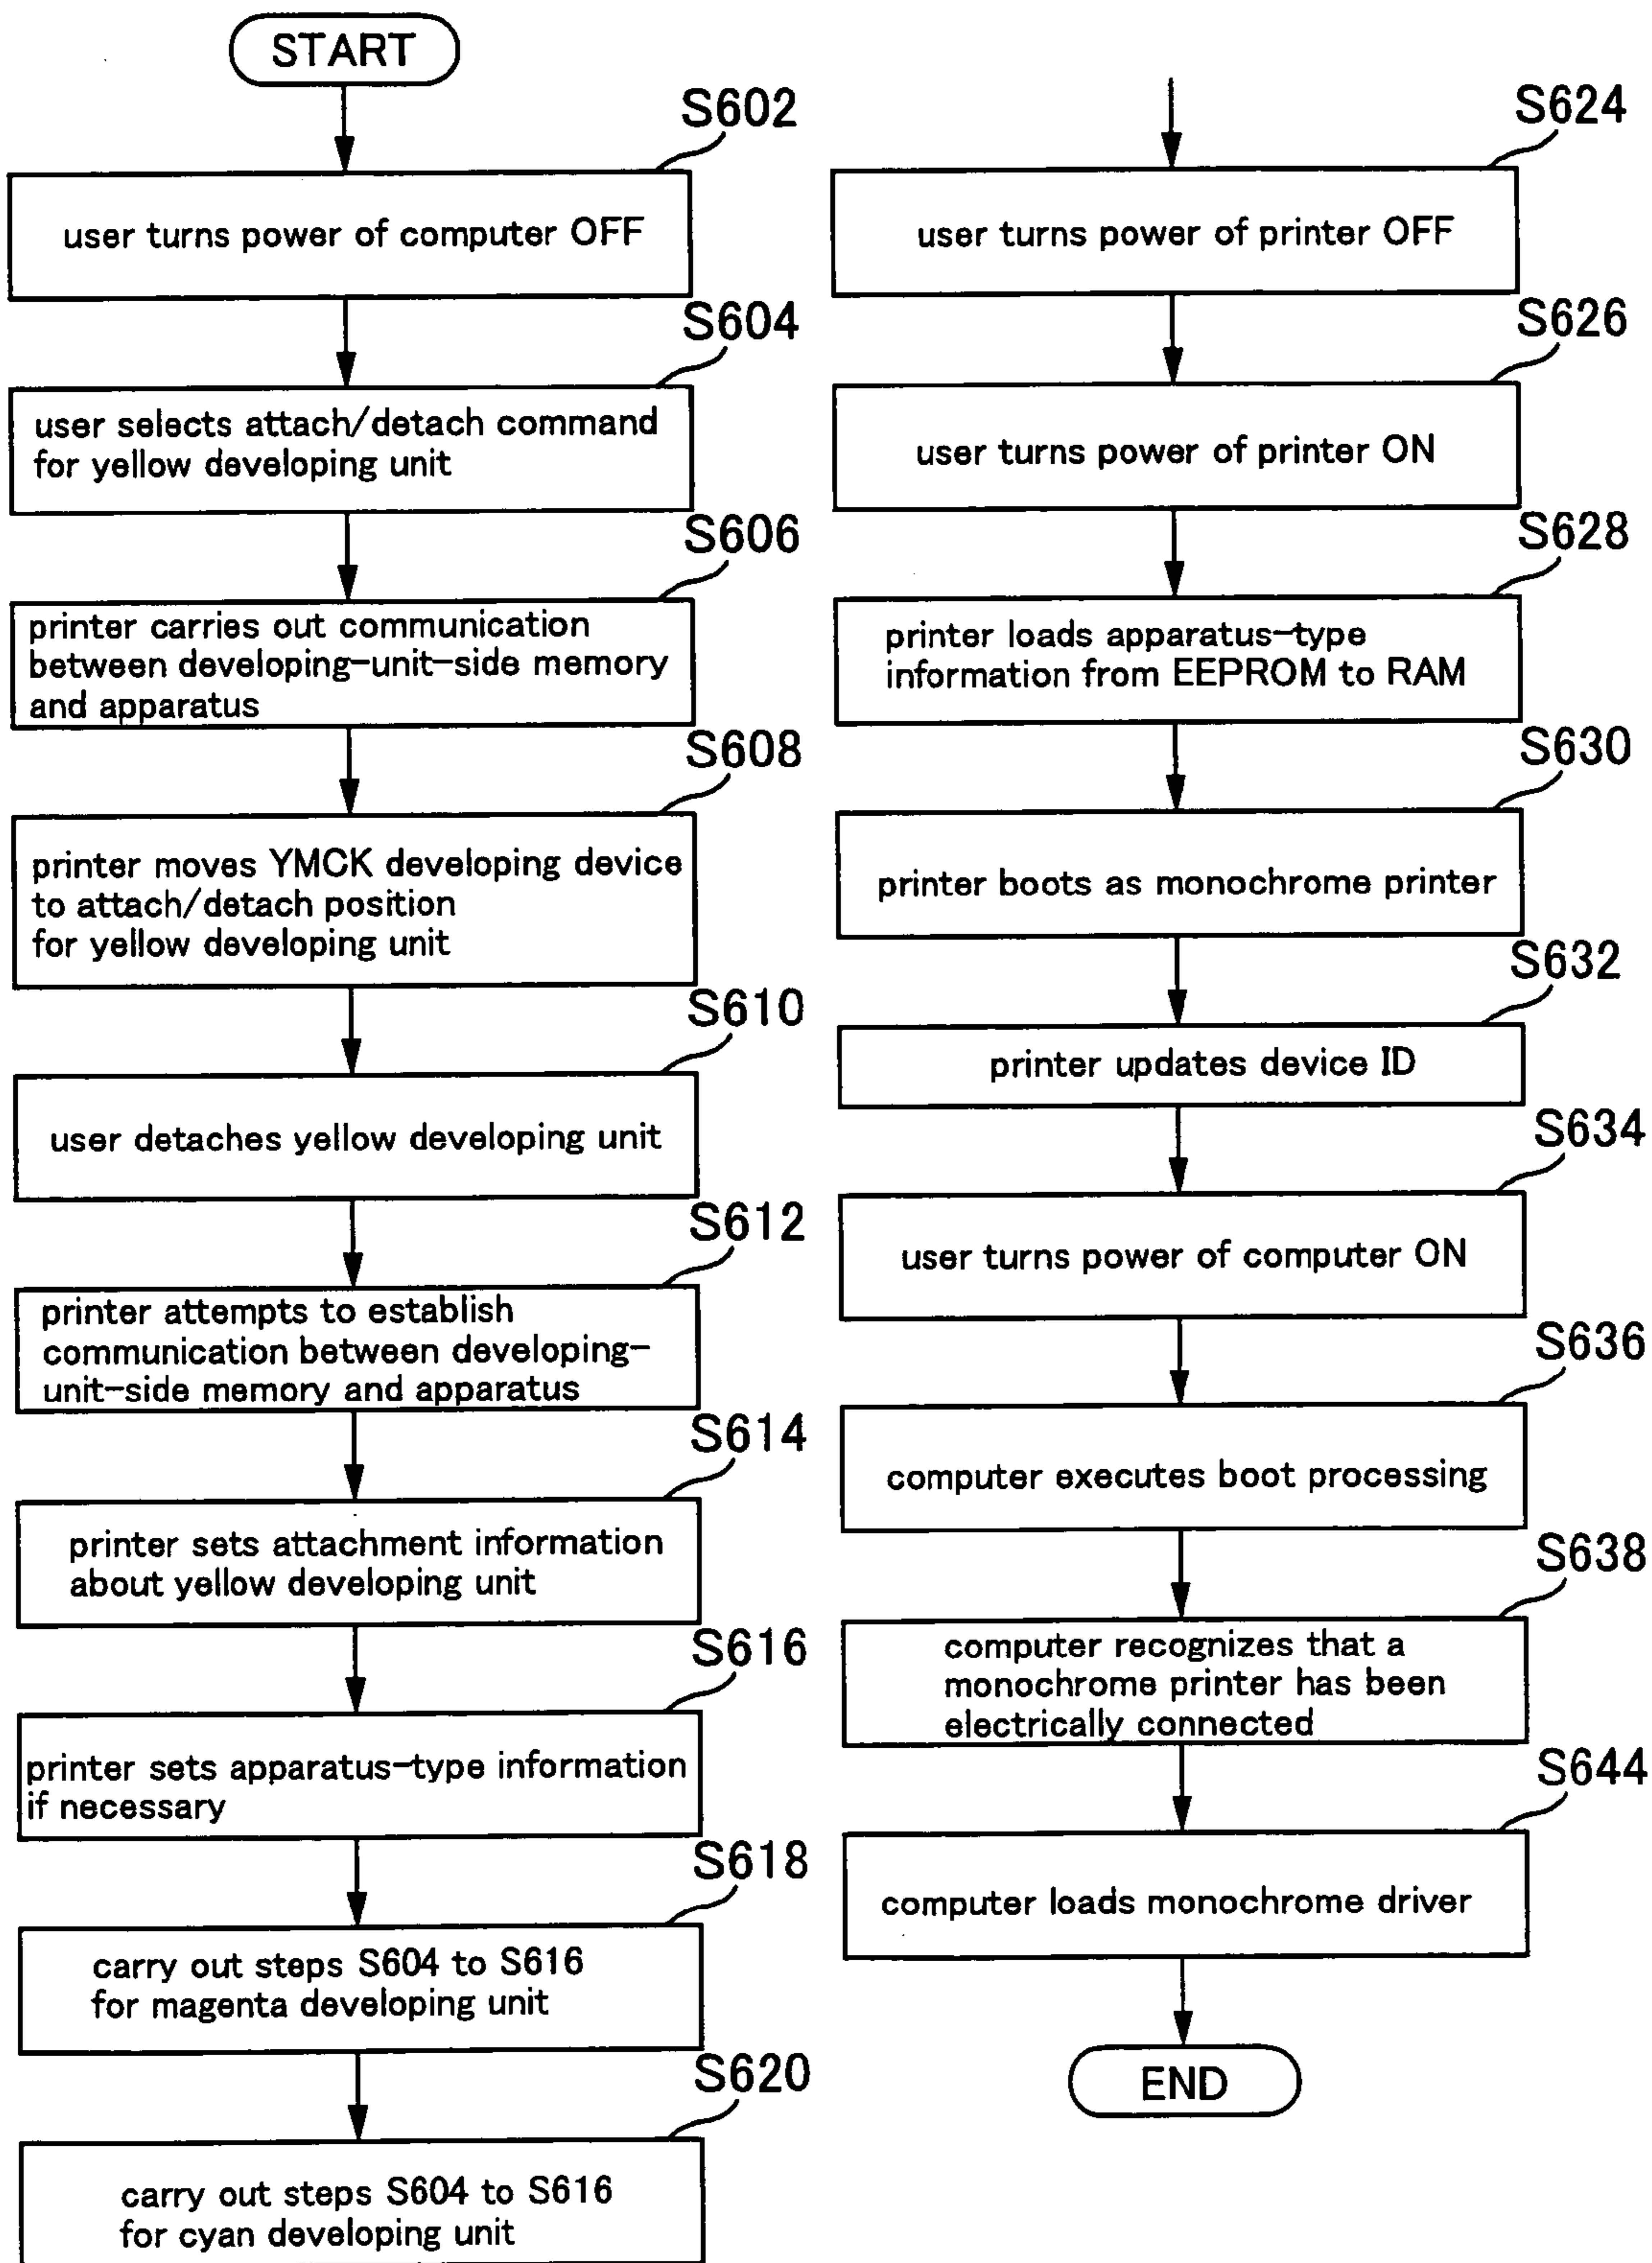 START
S602
user turns power of computer OFF
S604
user selects attach/detach command
for yellow developing unit
S606
printer carries out communication
between developing-unit-side memory
and apparatus
S608
printer moves YMCK developing device
to attach/detach position
for yellow developing unit
S610
user detaches yellow developing unit
S612
printer attempts to establish
communication between developing-
unit-side memory and apparatus
S614
printer sets attachment information
about yellow developing unit
S616
printer sets apparatus-type information
if necessary
S618
carry out steps S604 to S616
for magenta developing unit
S620
carry out steps S604 to S616
for cyan developing unit
S624
user turns power of printer OFF
S626
user turns power of printer ON
S628
printer loads apparatus-type
information from EEPROM to RAM
S630
printer boots as monochrome printer
S632
printer updates device ID
S634
user turns power of computer ON
S636
computer executes boot processing
S638
computer recognizes that a
monochrome printer has been
electrically connected
S644
computer loads monochrome driver
END